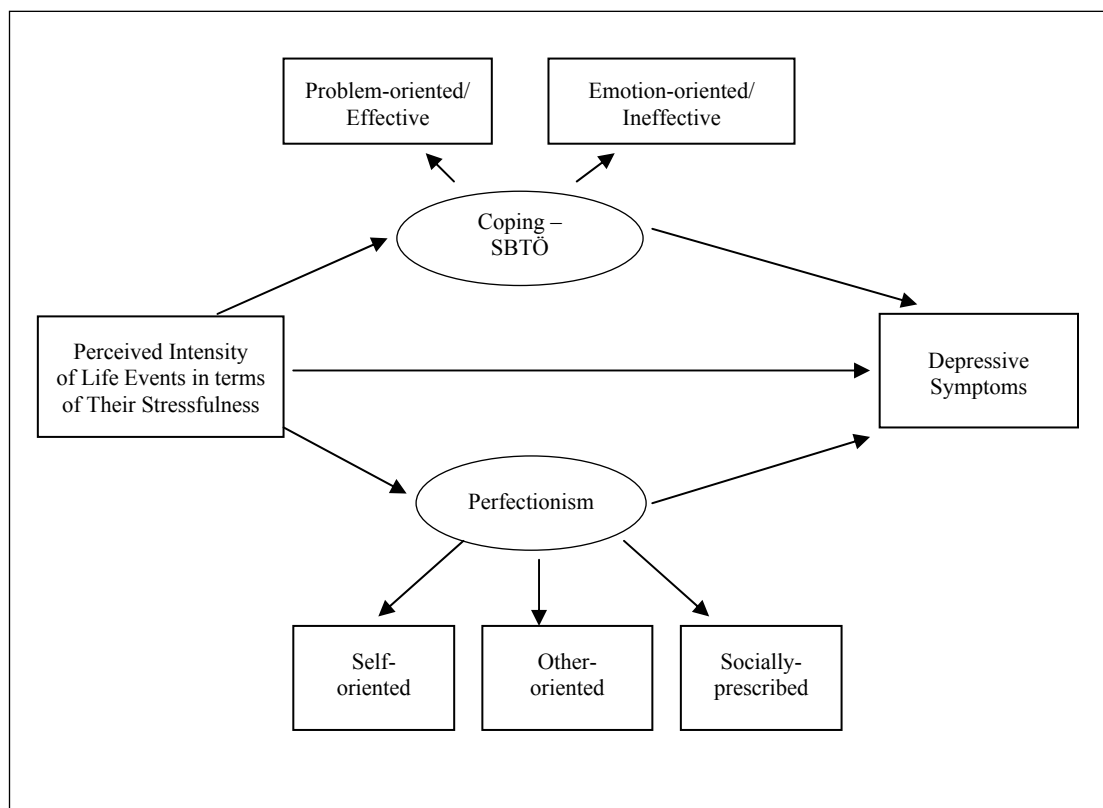 Problem-oriented/
Effective
Emotion-oriented/
Ineffective
Coping –
SBTÖ
Perceived Intensity
of Life Events in terms
of Their Stressfulness
Depressive
Symptoms
Perfectionism
Self-
oriented
Other-
oriented
Socially-
prescribed